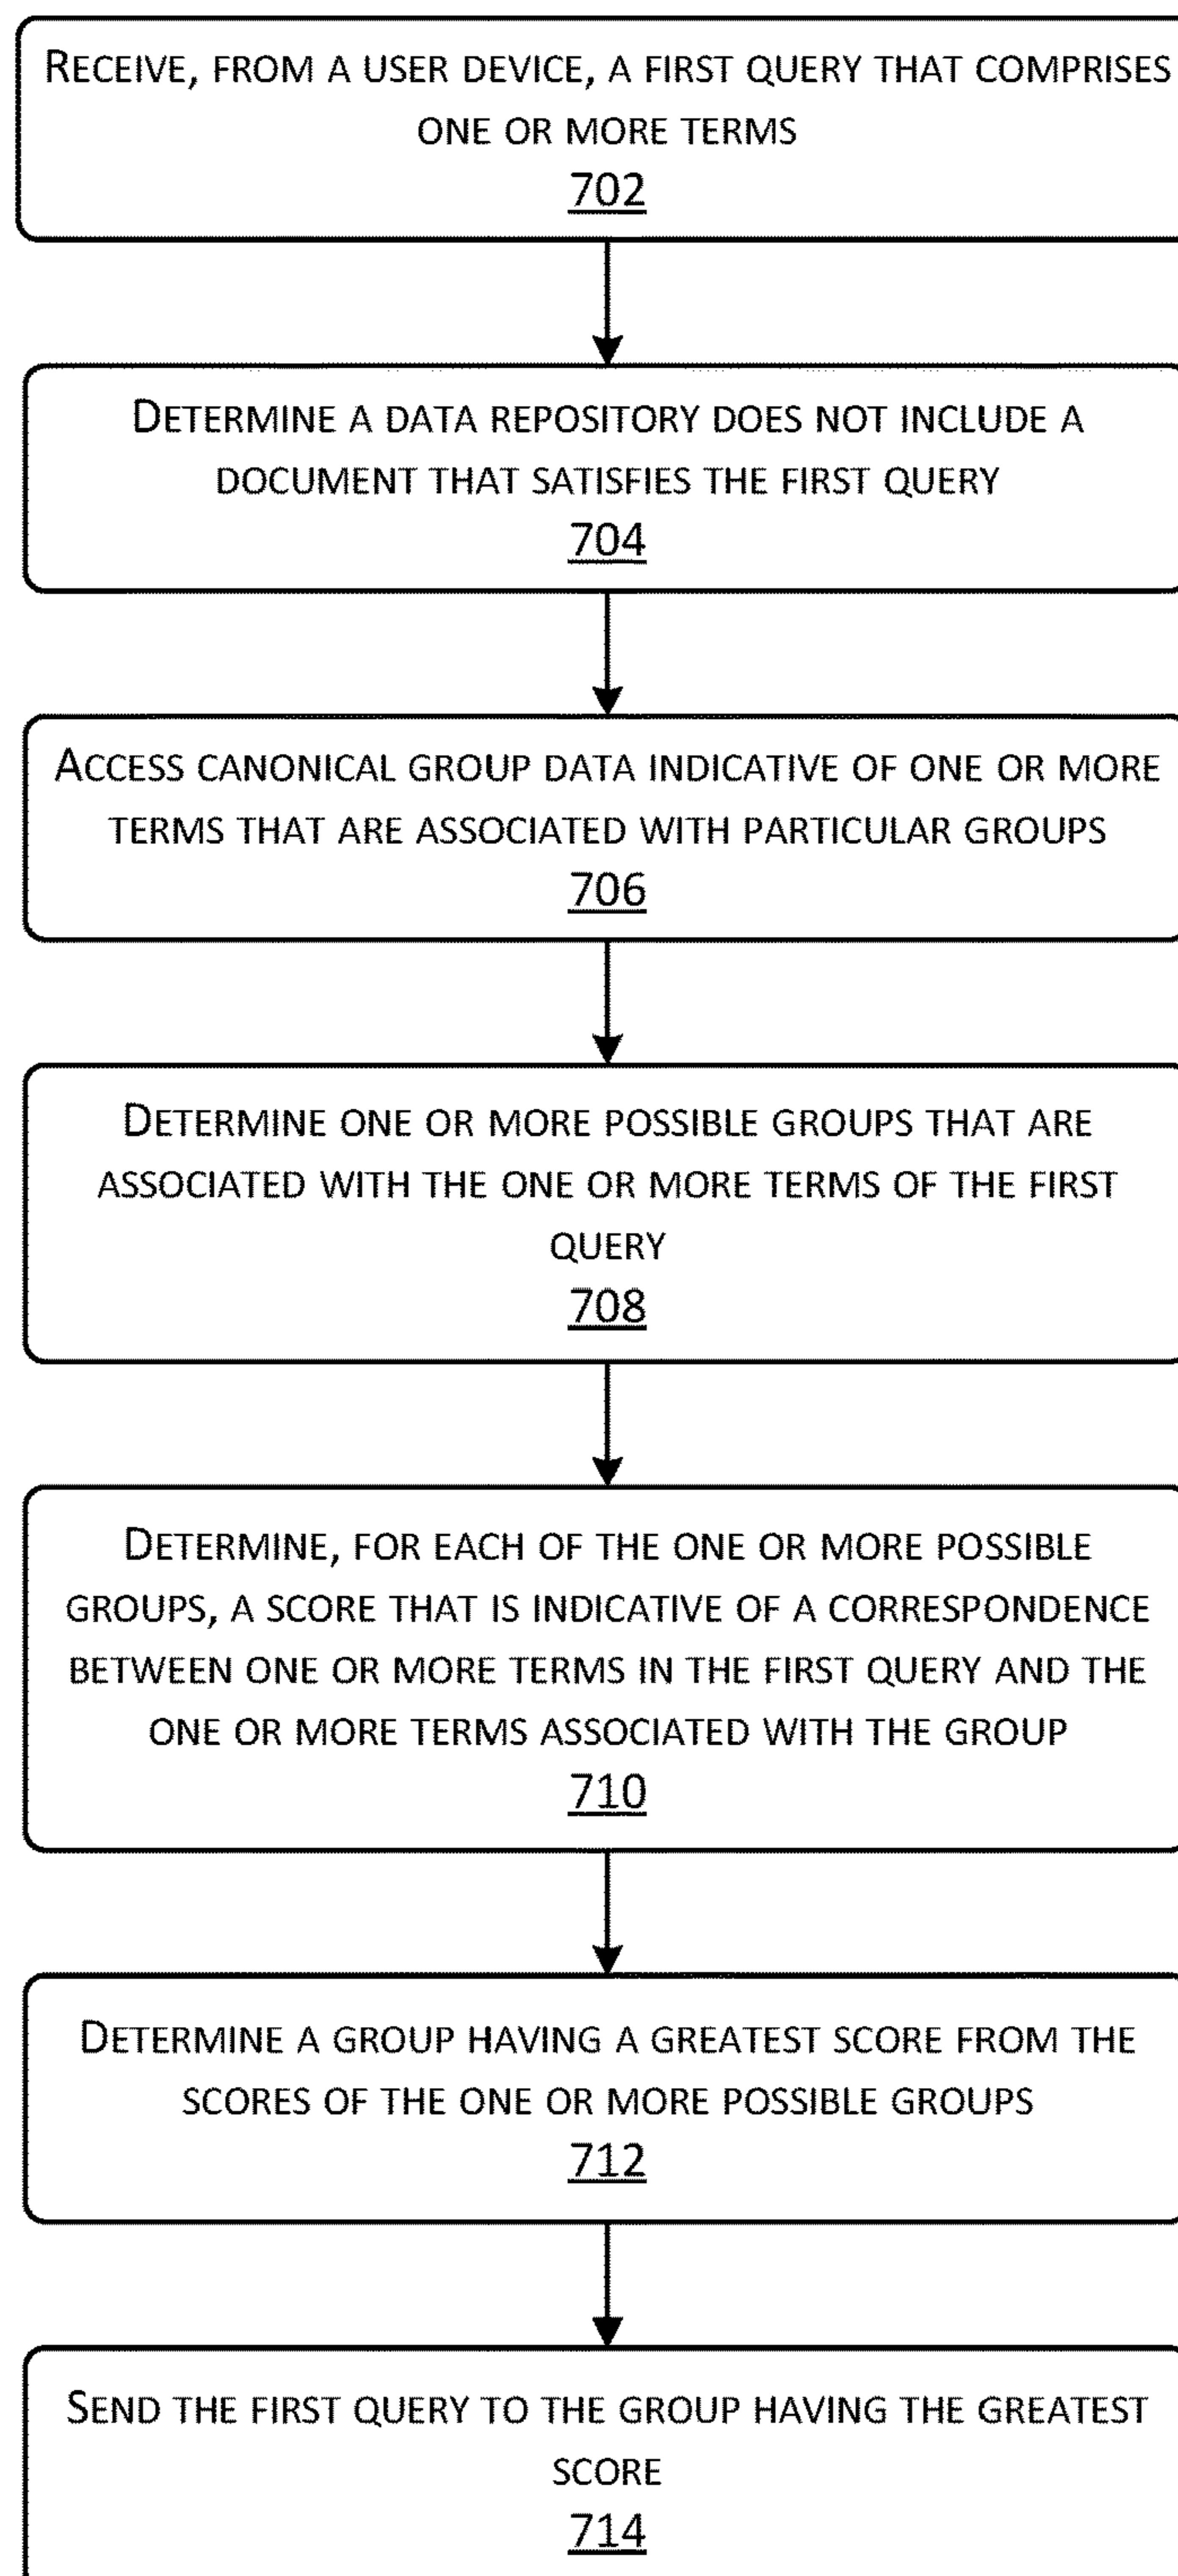 RECEIVE, FROM A USER DEVICE, A FIRST QUERY THAT COMPRISES
ONE OR MORE TERMS
702
DETERMINE A DATA REPOSITORY DOES NOT INCLUDE A
DOCUMENT THAT SATISFIES THE FIRST QUERY
704
ACCESS CANONICAL GROUP DATA INDICATIVE OF ONE OR MORE
TERMS THAT ARE ASSOCIATED WITH PARTICULAR GROUPS
706
DETERMINE ONE OR MORE POSSIBLE GROUPS THAT ARE
ASSOCIATED WITH THE ONE OR MORE TERMS OF THE FIRST
QUERY
708
DETERMINE, FOR EACH OF THE ONE OR MORE POSSIBLE
GROUPS, A SCORE THAT IS INDICATIVE OF A CORRESPONDENCE
BETWEEN ONE OR MORE TERMS IN THE FIRST QUERY AND THE
ONE OR MORE TERMS ASSOCIATED WITH THE GROUP
710
DETERMINE A GROUP HAVING A GREATEST SCORE FROM THE
SCORES OF THE ONE OR MORE POSSIBLE GROUPS
712
SEND THE FIRST QUERY TO THE GROUP HAVING THE GREATEST
SCORE
714